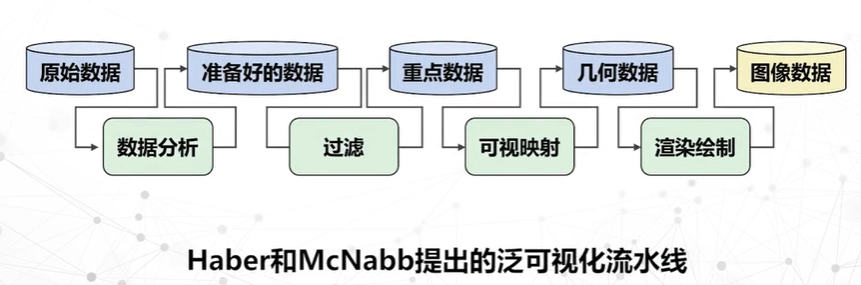 原始数据 准备好的数据 重点数据 几何数据 图像数据
数据分析 过滤 可视映射 渲染绘制
Haber和McNabb提出的泛可视化流水线